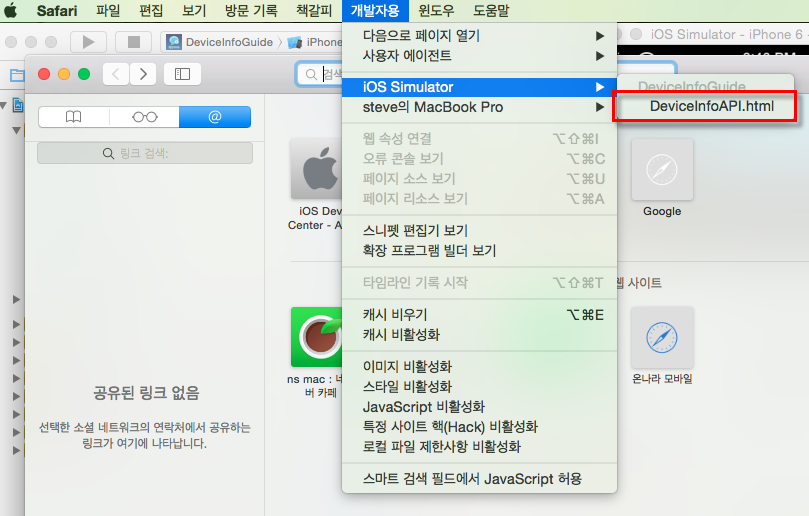 Safari 파일 편집 보기 방문 기록 책갈피 개발자용 윈도우 도움말
DeviceInfoGuide
iPhone
iOS Simulator - iPhone 6 -
검색
다음으로 페이지 열기
사용자 에이전트
iOS Simulator
DeviceInfoGuide
steve의 MacBook Pro
DeviceInfoAPI.html
웹 속성 연결 ⌥⇧⌘I
오류 콘솔 보기 ⌥⌘C
페이지 소스 보기 ⌥⌘U
페이지 리소스 보기 ⌥⌘A
스니펫 편집기 보기
확장 프로그램 빌더 보기
타임라인 기록 시작 ⌥⇧⌘T
캐시 비우기 ⌥⌘E
캐시 비활성화
이미지 비활성화
스타일 비활성화
JavaScript 비활성화
특정 사이트 핵(Hack) 비활성화
로컬 파일 제한사항 비활성화
스마트 검색 필드에서 JavaScript 허용
@
링크 검색:
공유된 링크 없음
선택한 소셜 네트워크의 연락처에서 공유하는
링크가 여기에 나타납니다.
iOS Dev
Center - A
Google
웹 사이트
ns mac : 네
버 카페
온나라 모바일